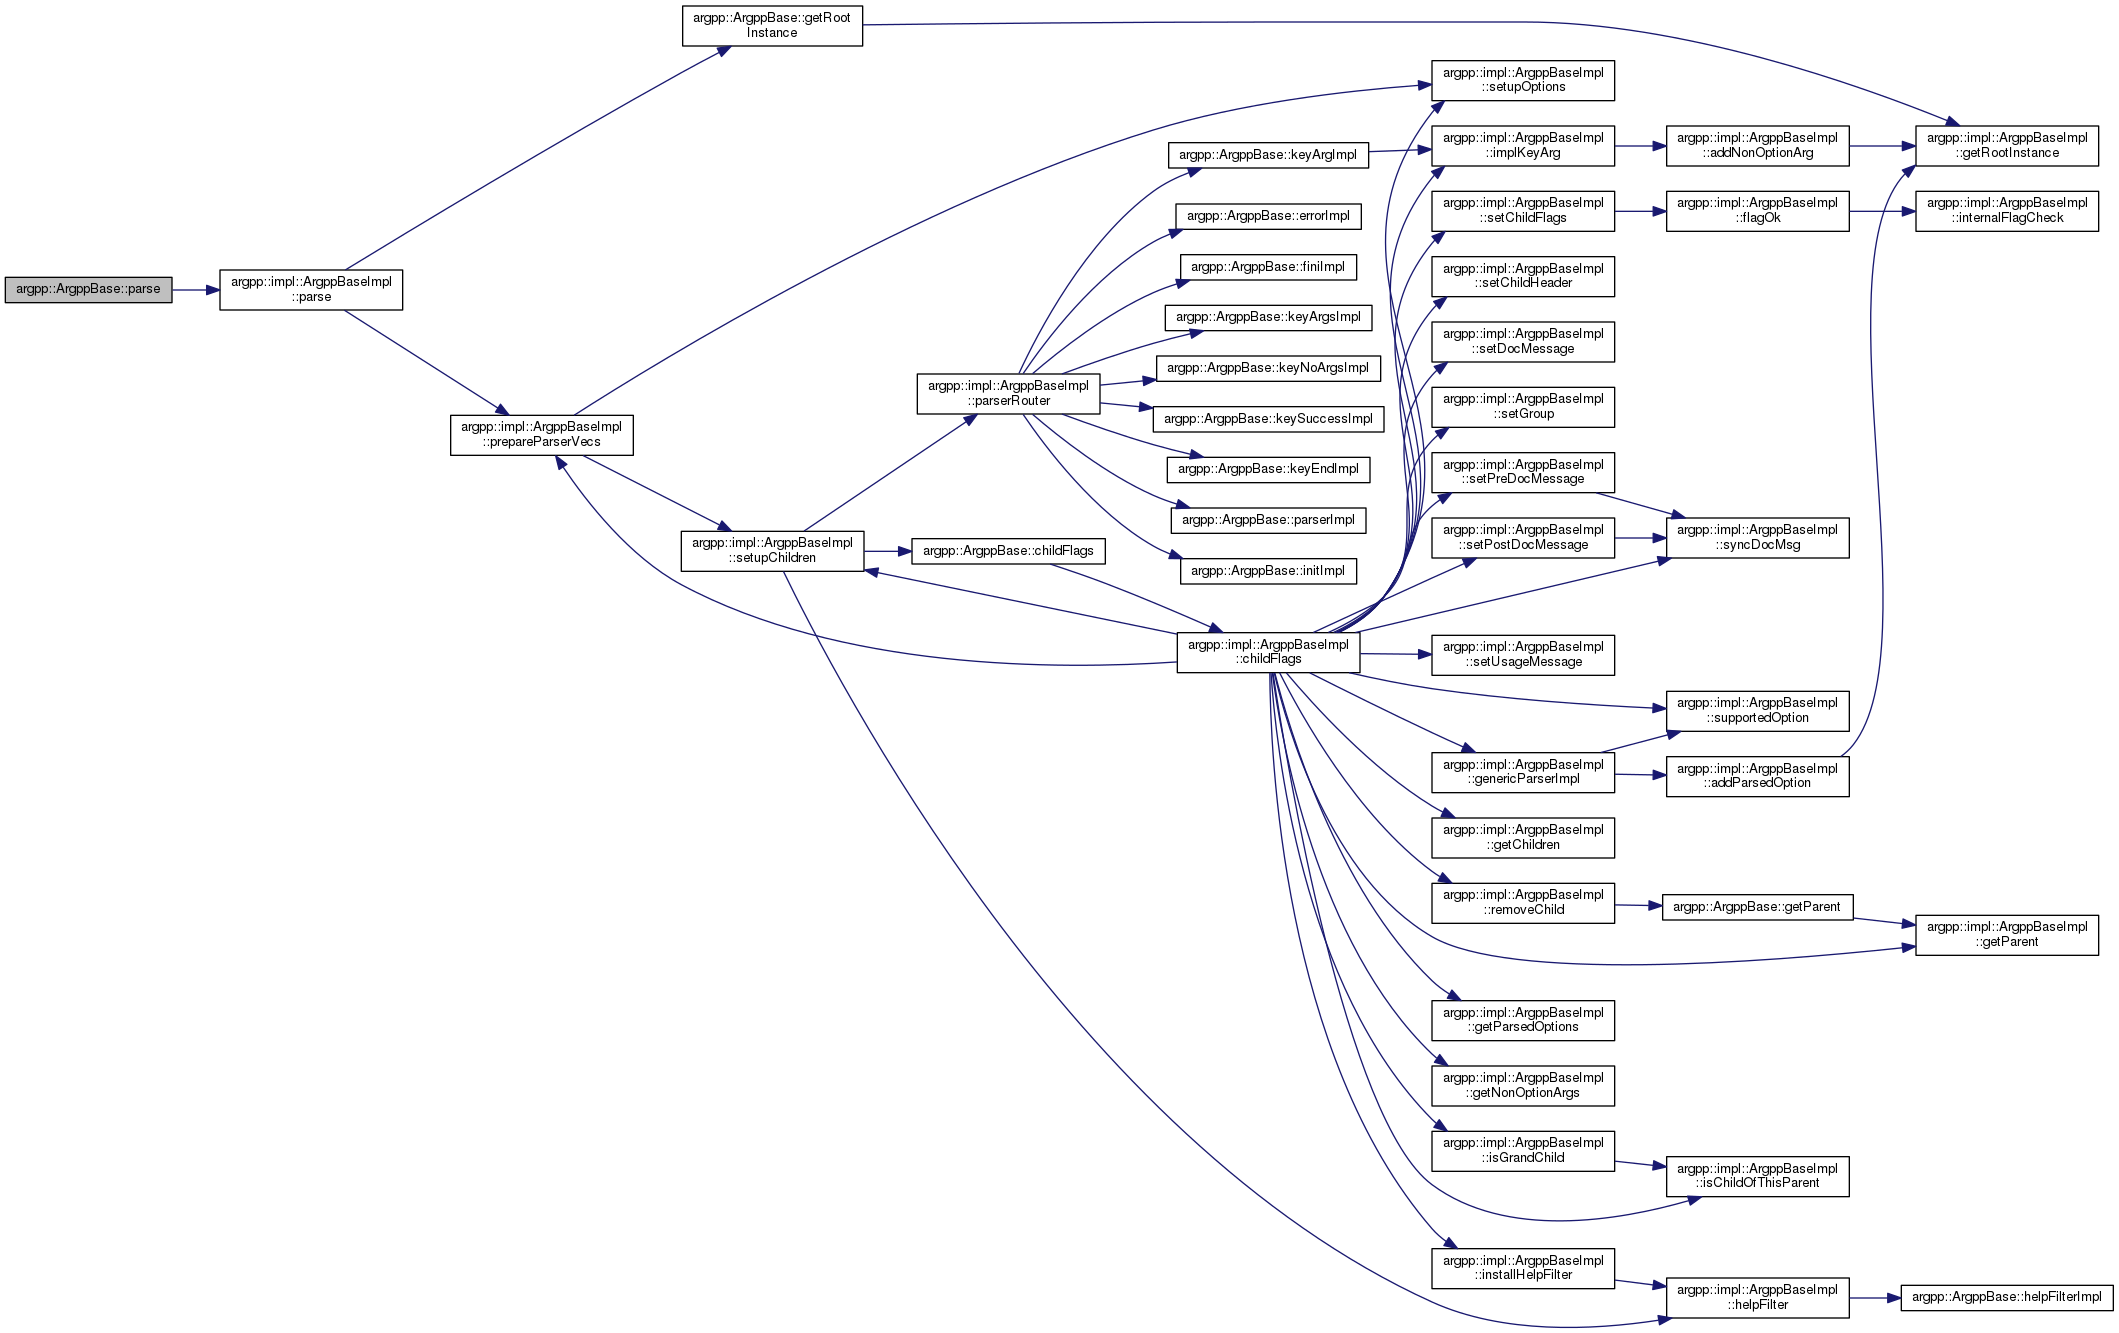 argpp::ArgppBase::parse
argpp::impl::ArgppBaseImpl
::parse
argpp::ArgppBase::getRoot
Instance
argpp::impl::ArgppBaseImpl
::prepareParserVecs
argpp::impl::ArgppBaseImpl
::setupChildren
argpp::impl::ArgppBaseImpl
::parserRouter
argpp::ArgppBase::childFlags
argpp::ArgppBase::keyArgImpl
argpp::ArgppBase::errorImpl
argpp::ArgppBase::finiImpl
argpp::ArgppBase::keyArgsImpl
argpp::ArgppBase::keyNoArgsImpl
argpp::ArgppBase::keySuccessImpl
argpp::ArgppBase::keyEndImpl
argpp::ArgppBase::parserImpl
argpp::ArgppBase::initImpl
argpp::impl::ArgppBaseImpl
::childFlags
argpp::impl::ArgppBaseImpl
::setupOptions
argpp::impl::ArgppBaseImpl
::implKeyArg
argpp::impl::ArgppBaseImpl
::setChildFlags
argpp::impl::ArgppBaseImpl
::setChildHeader
argpp::impl::ArgppBaseImpl
::setDocMessage
argpp::impl::ArgppBaseImpl
::setGroup
argpp::impl::ArgppBaseImpl
::setPreDocMessage
argpp::impl::ArgppBaseImpl
::setPostDocMessage
argpp::impl::ArgppBaseImpl
::setUsageMessage
argpp::impl::ArgppBaseImpl
::genericParserImpl
argpp::impl::ArgppBaseImpl
::getChildren
argpp::impl::ArgppBaseImpl
::removeChild
argpp::impl::ArgppBaseImpl
::getParsedOptions
argpp::impl::ArgppBaseImpl
::getNonOptionArgs
argpp::impl::ArgppBaseImpl
::isGrandChild
argpp::impl::ArgppBaseImpl
::installHelpFilter
argpp::impl::ArgppBaseImpl
::addNonOptionArg
argpp::impl::ArgppBaseImpl
::flagOk
argpp::impl::ArgppBaseImpl
::syncDocMsg
argpp::impl::ArgppBaseImpl
::supportedOption
argpp::impl::ArgppBaseImpl
::addParsedOption
argpp::ArgppBase::getParent
argpp::impl::ArgppBaseImpl
::isChildOfThisParent
argpp::impl::ArgppBaseImpl
::helpFilter
argpp::impl::ArgppBaseImpl
::getRootInstance
argpp::impl::ArgppBaseImpl
::internalFlagCheck
argpp::impl::ArgppBaseImpl
::getParent
argpp::ArgppBase::helpFilterImpl